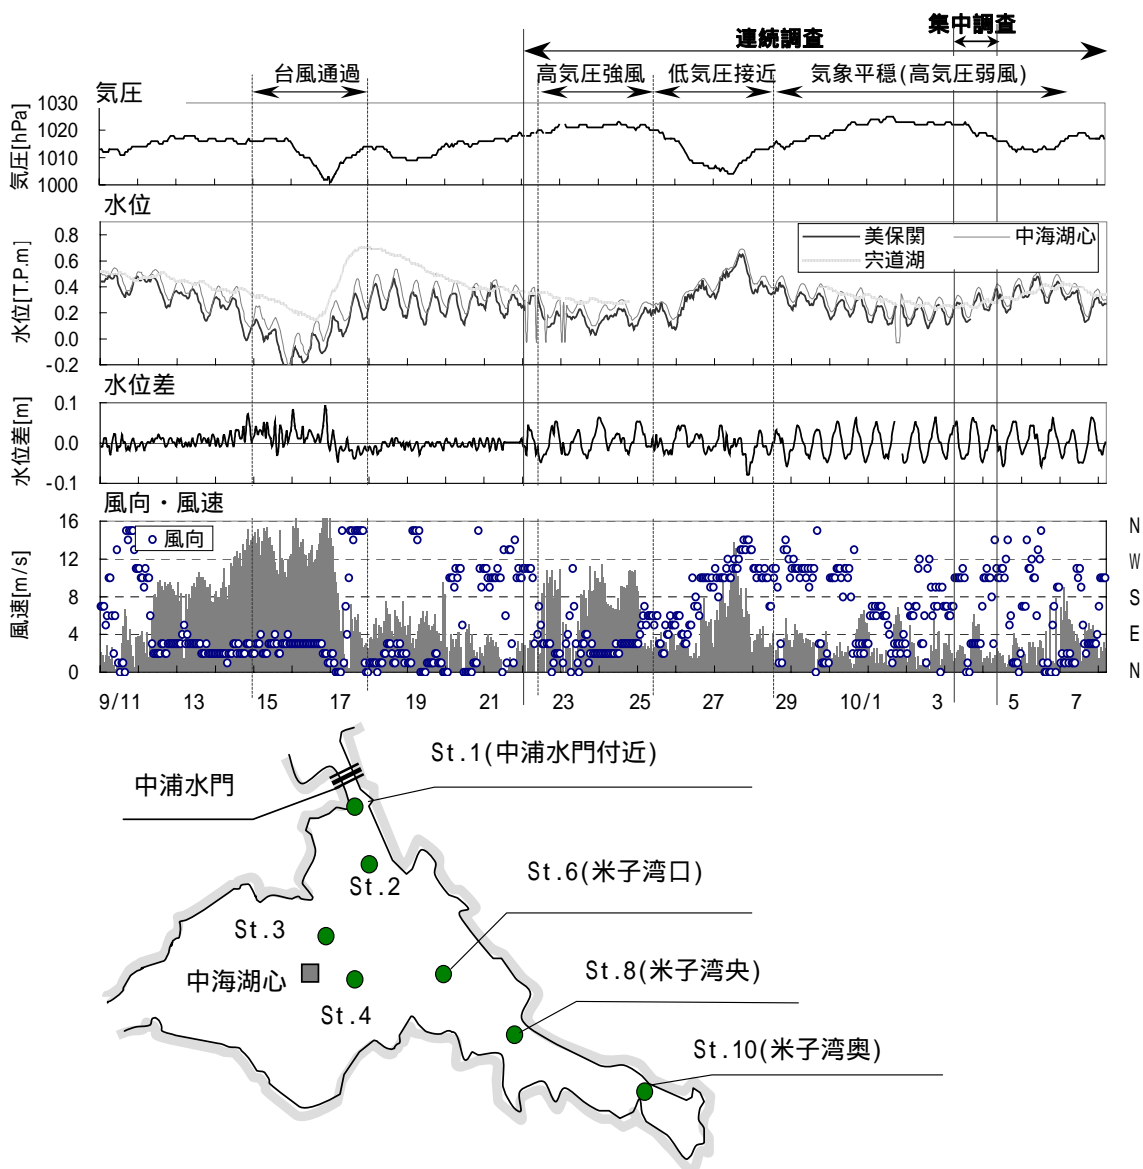 集中調査
連続調査
台風通過 高気圧強風 低気圧接近 気象平穏(高気圧弱風)
気圧
気圧[hPa]
1030
1020
1010
1000
水位
水位[T.P.m]
0.8
0.6
0.4
0.2
0.0
-0.2
美保関 中海湖心
宍道湖
水位差
水位差[m]
0.1
0.0
-0.1
風向・風速
風速[m/s]
16
12
8
4
0
風向
N
W
S
E
N
9/11 13 15 17 19 21 23 25 27 29 10/1 3 5 7
St.1(中浦水門付近)
中浦水門
St.2
St.6(米子湾口)
St.3
中海湖心
St.8(米子湾央)
St.4
St.10(米子湾奥)